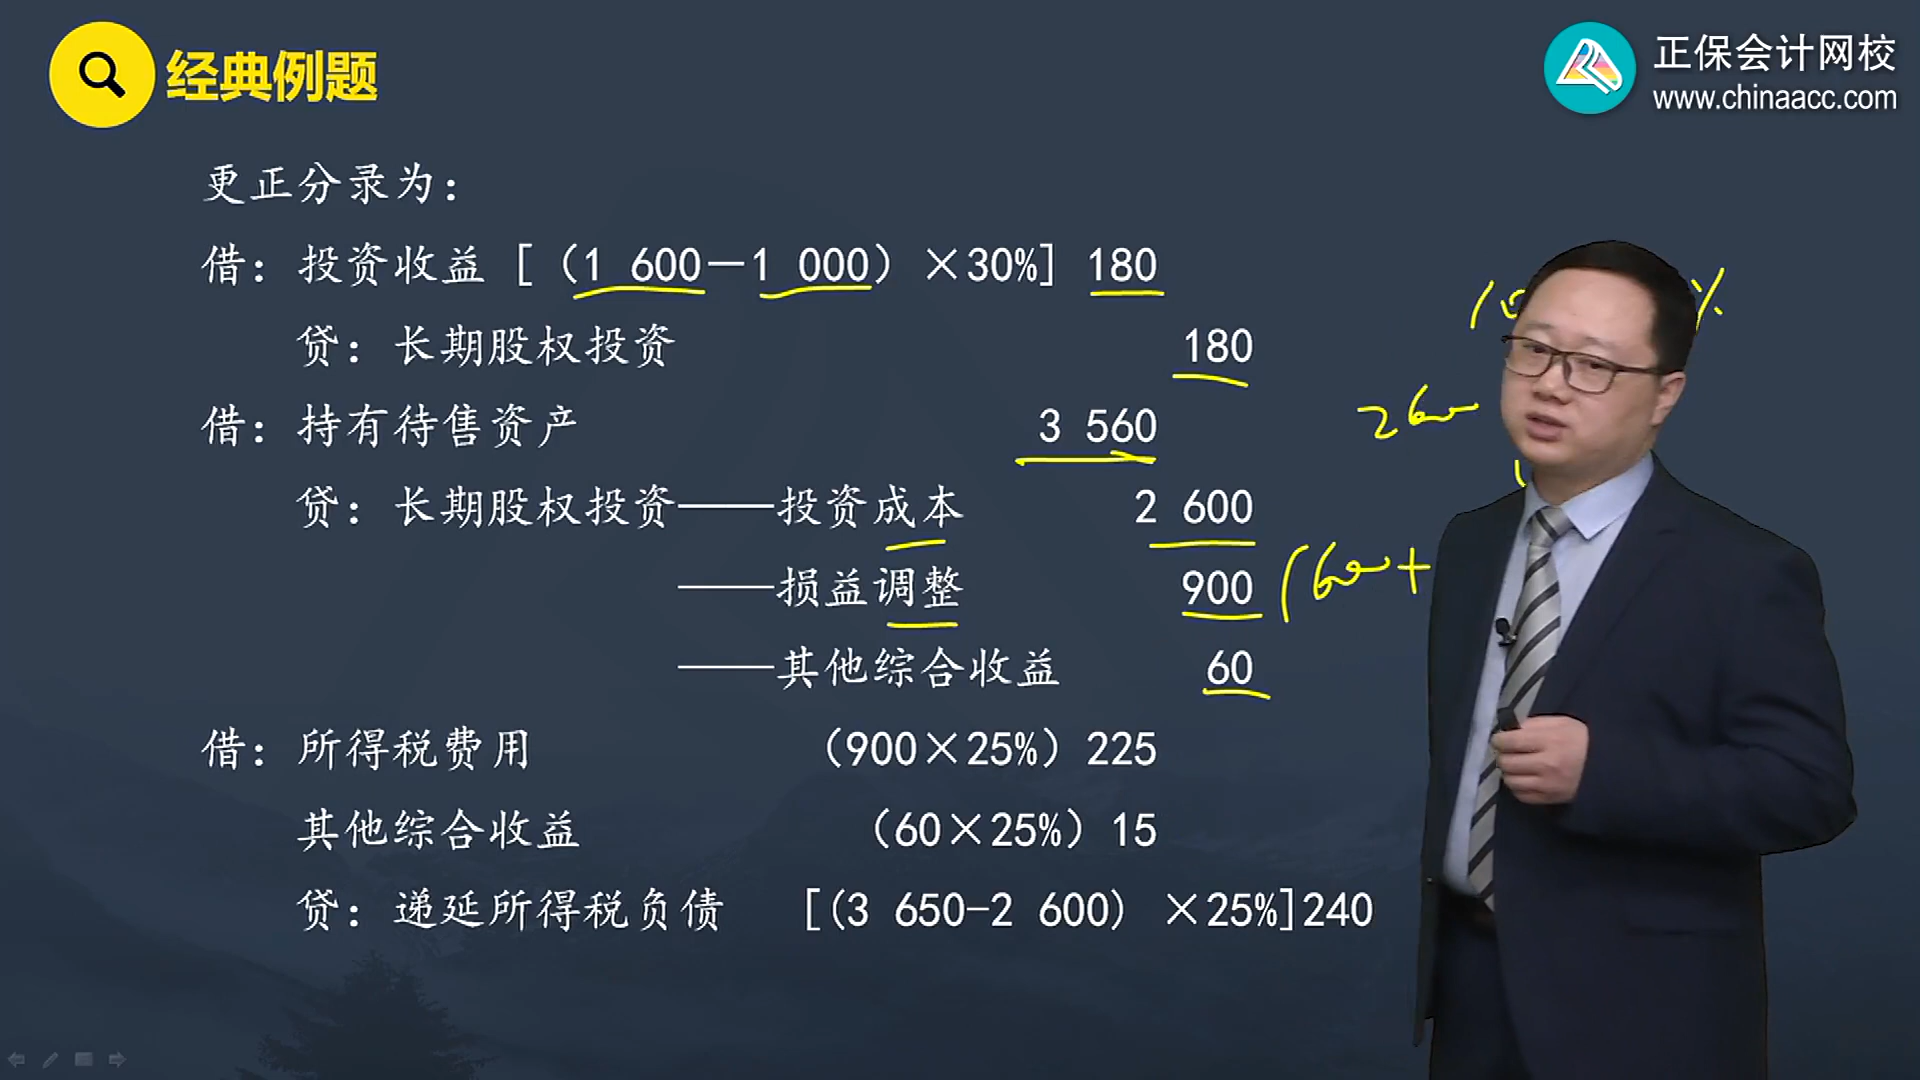 经典例题
正保会计网校
www.chinaacc.com
更正分录为：
借：投资收益［（1 600－1 000）×30%］180
贷：长期股权投资 180
借：持有待售资产 3 560
贷：长期股权投资——投资成本 2 600
——损益调整 900
(600+
——其他综合收益 60
借：所得税费用 （900×25%）225
其他综合收益 （60×25%）15
贷：递延所得税负债 [(3 650-2 600) ×25%]240